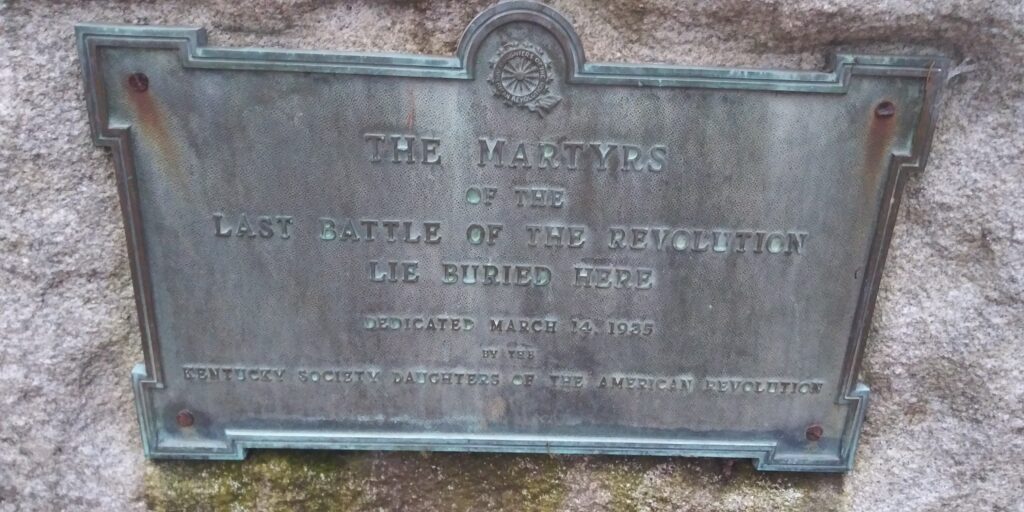 THE MARTYRS
OF THE
LAST BATTLE OF THE REVOLUTION
LIE BURIED HERE
DEDICATED MARCH 14, 1935
BY THE
KENTUCKY SOCIETY DAUGHTERS OF THE AMERICAN REVOLUTION